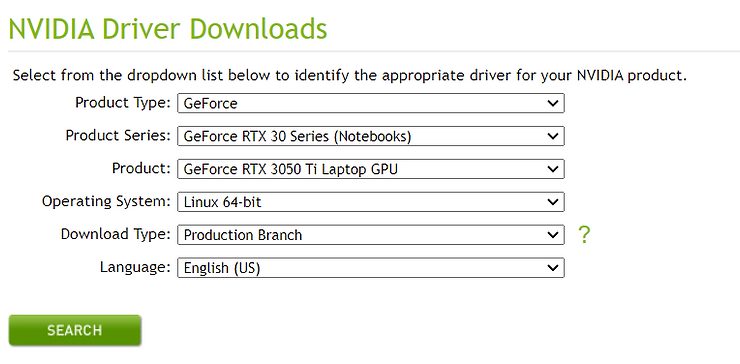 NVIDIA Driver Downloads
Select from the dropdown list below to identify the appropriate driver for your NVIDIA product.
Product Type: GeForce
Product Series: GeForce RTX 30 Series (Notebooks)
Product: GeForce RTX 3050 Ti Laptop GPU
Operating System: Linux 64-bit
Download Type: Production Branch ?
Language: English (US)
SEARCH